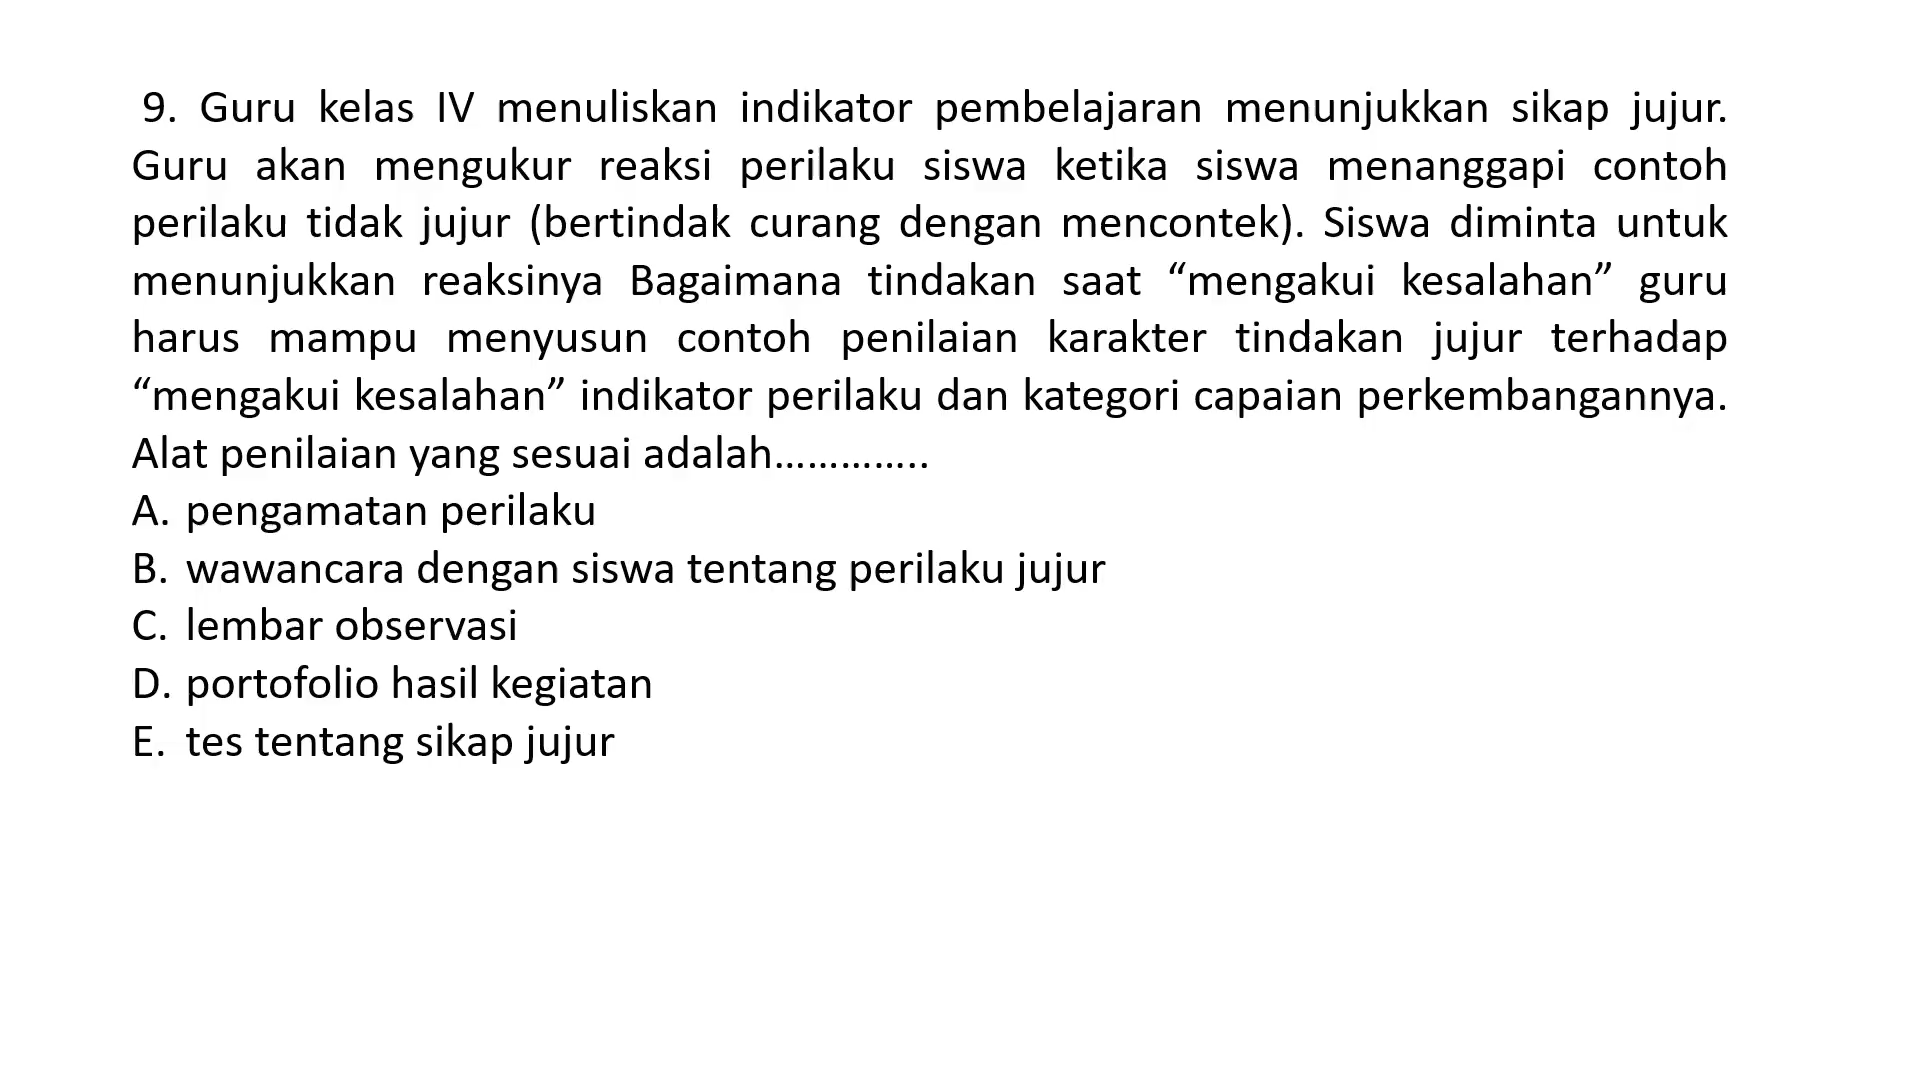 9. Guru kelas IV menuliskan indikator pembelajaran menunjukkan sikap jujur.
Guru akan mengukur reaksi perilaku siswa ketika siswa menanggapi contoh
perilaku tidak jujur (bertindak curang dengan mencontek). Siswa diminta untuk
menunjukkan reaksinya Bagaimana tindakan saat “mengakui kesalahan” guru
harus mampu menyusun contoh penilaian karakter tindakan jujur terhadap
“mengakui kesalahan” indikator perilaku dan kategori capaian perkembangannya.
Alat penilaian yang sesuai adalah…………..
A. pengamatan perilaku
B. wawancara dengan siswa tentang perilaku jujur
C. lembar observasi
D. portofolio hasil kegiatan
E. tes tentang sikap jujur